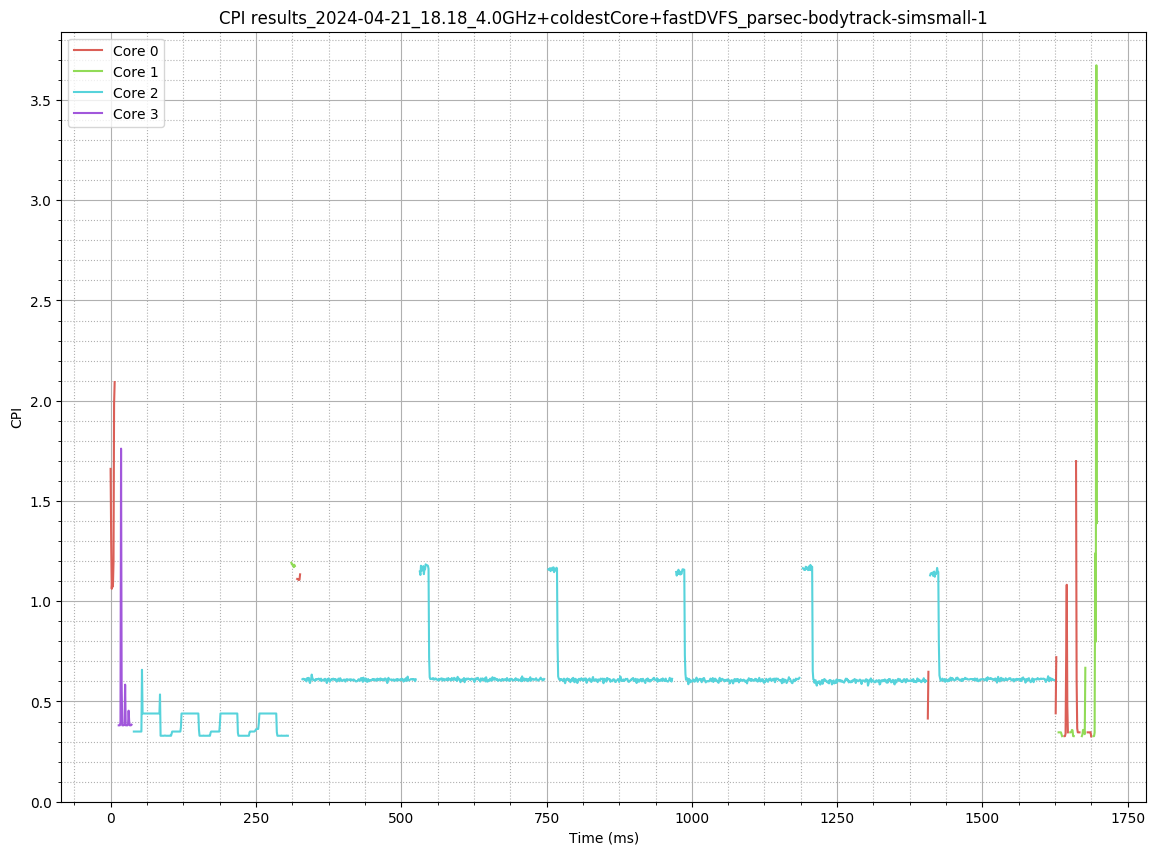 CPI results_2024-04-21_18.18_4.0GHz+coldestCore+fastDVFS_parsec-bodytrack-simsmall-1
Core 0
Core 1
Core 2
Core 3
CPI
3.5
3.0
2.5
2.0
1.5
1.0
0.5
0.0
0
250
500
750
1000
1250
1500
1750
Time (ms)